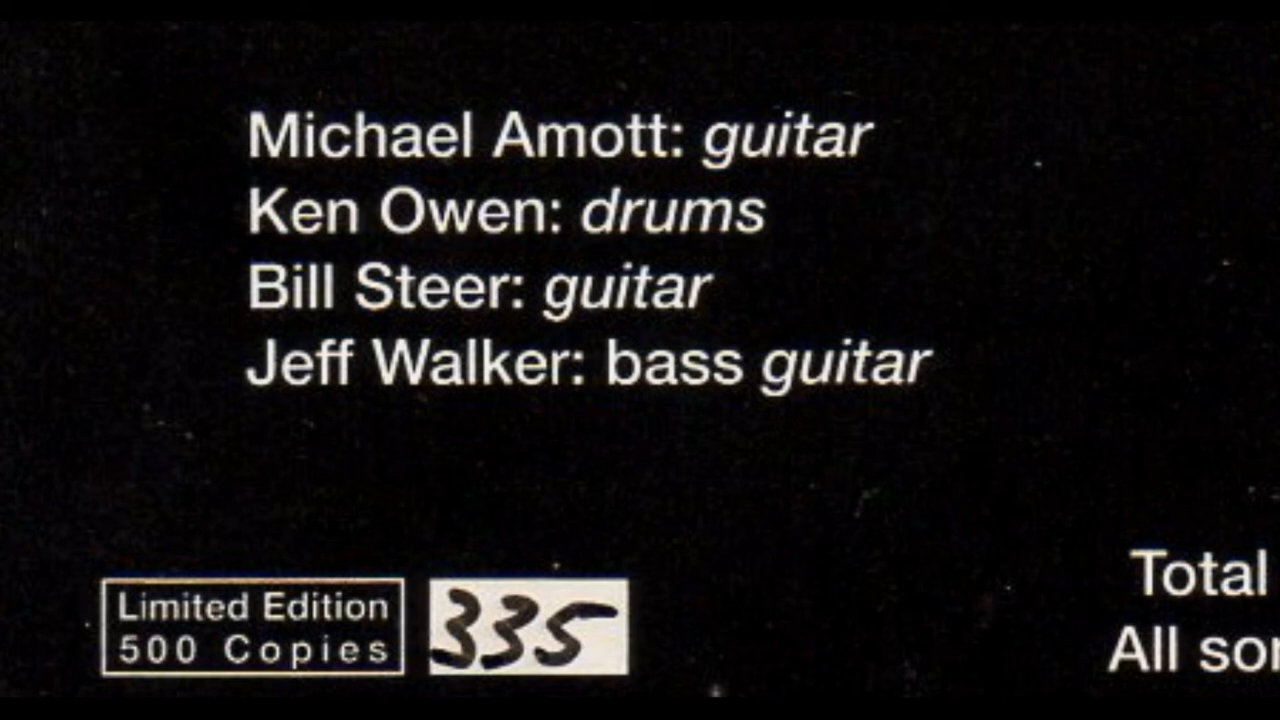 Michael Amott: guitar
Ken Owen: drums
Bill Steer: guitar
Jeff Walker: bass guitar
Limited Edition
500 Copies
335
Total
All